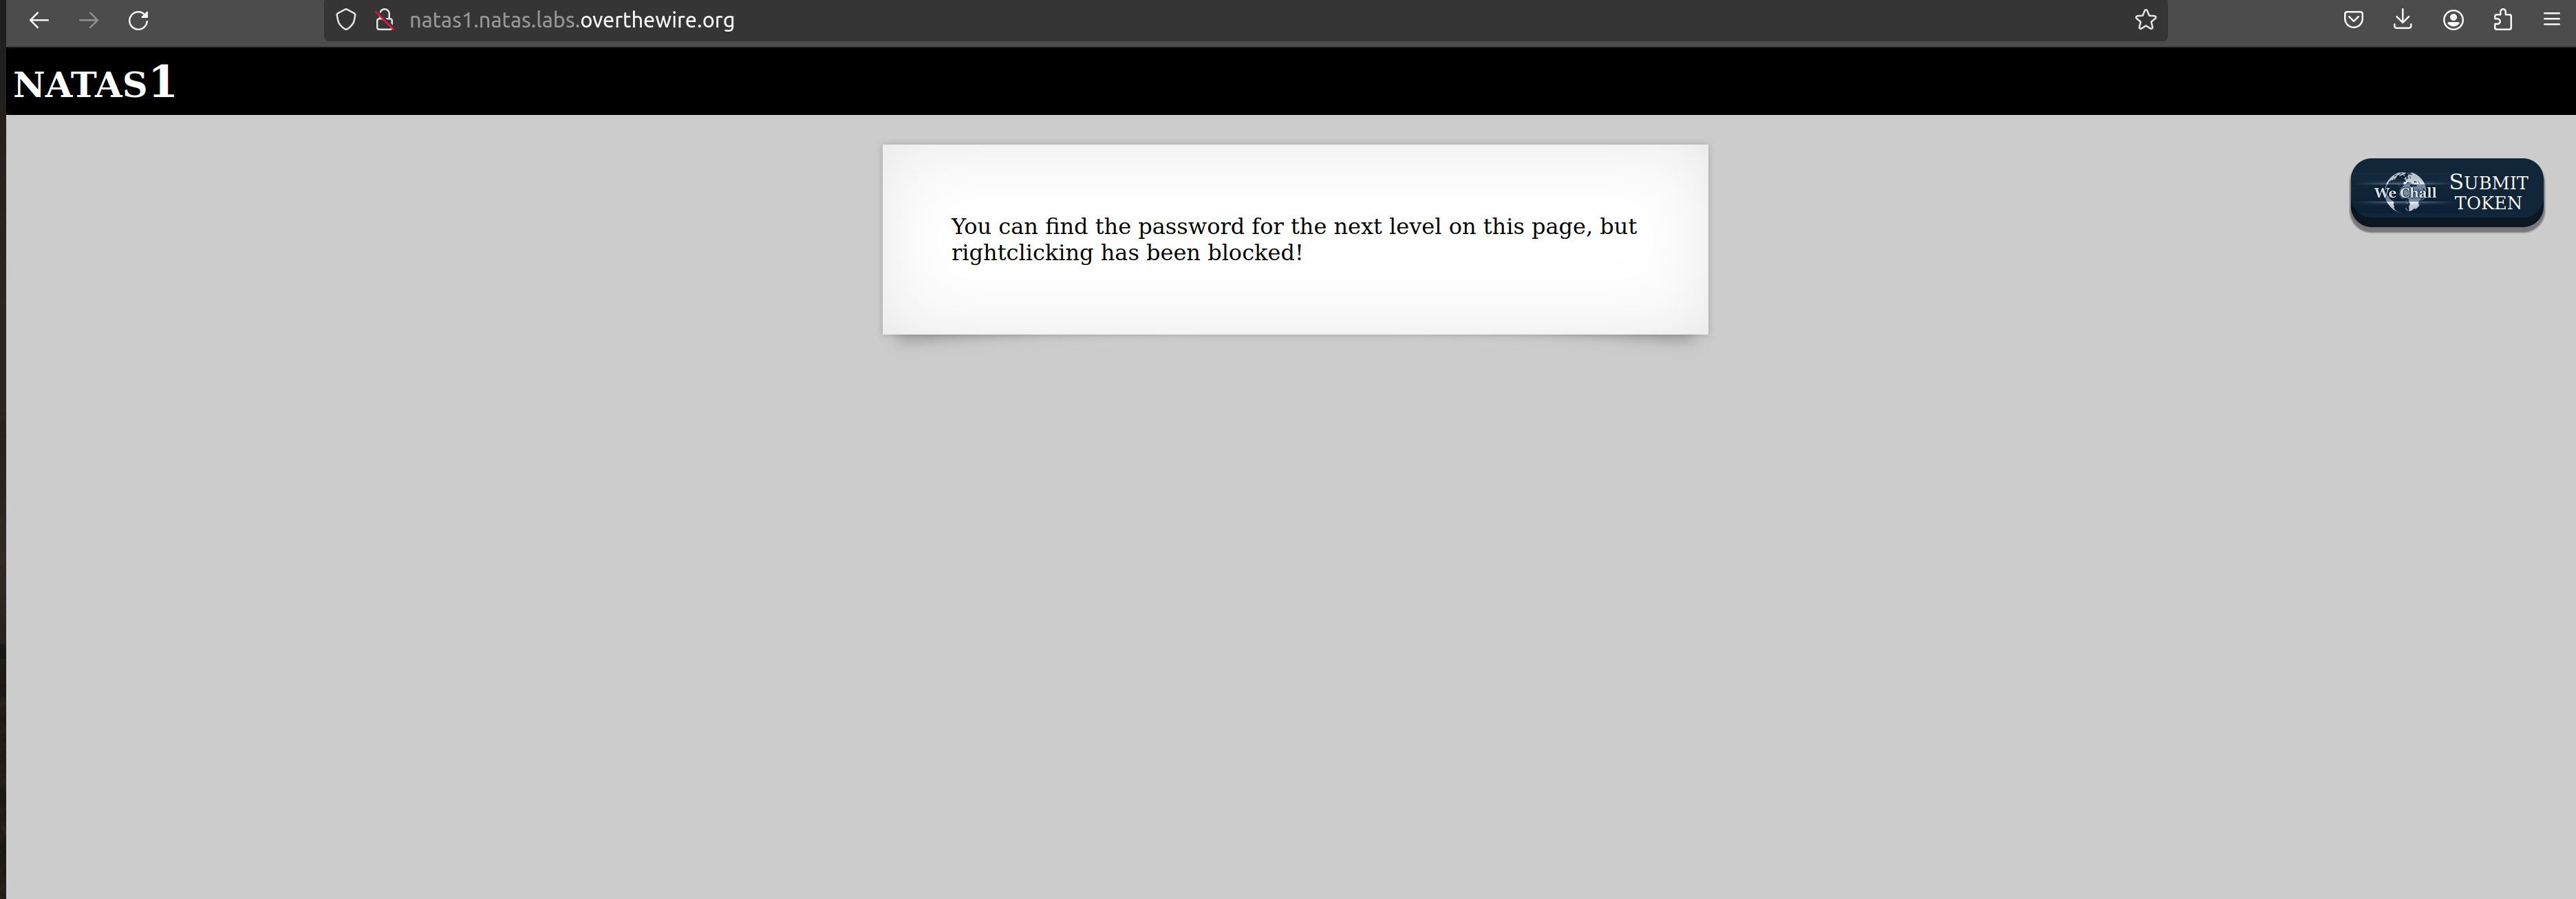 natas1.natas.labs.overthewire.org
NATAS1
You can find the password for the next level on this page, but
rightclicking has been blocked!
We Chall
SUBMIT
TOKEN